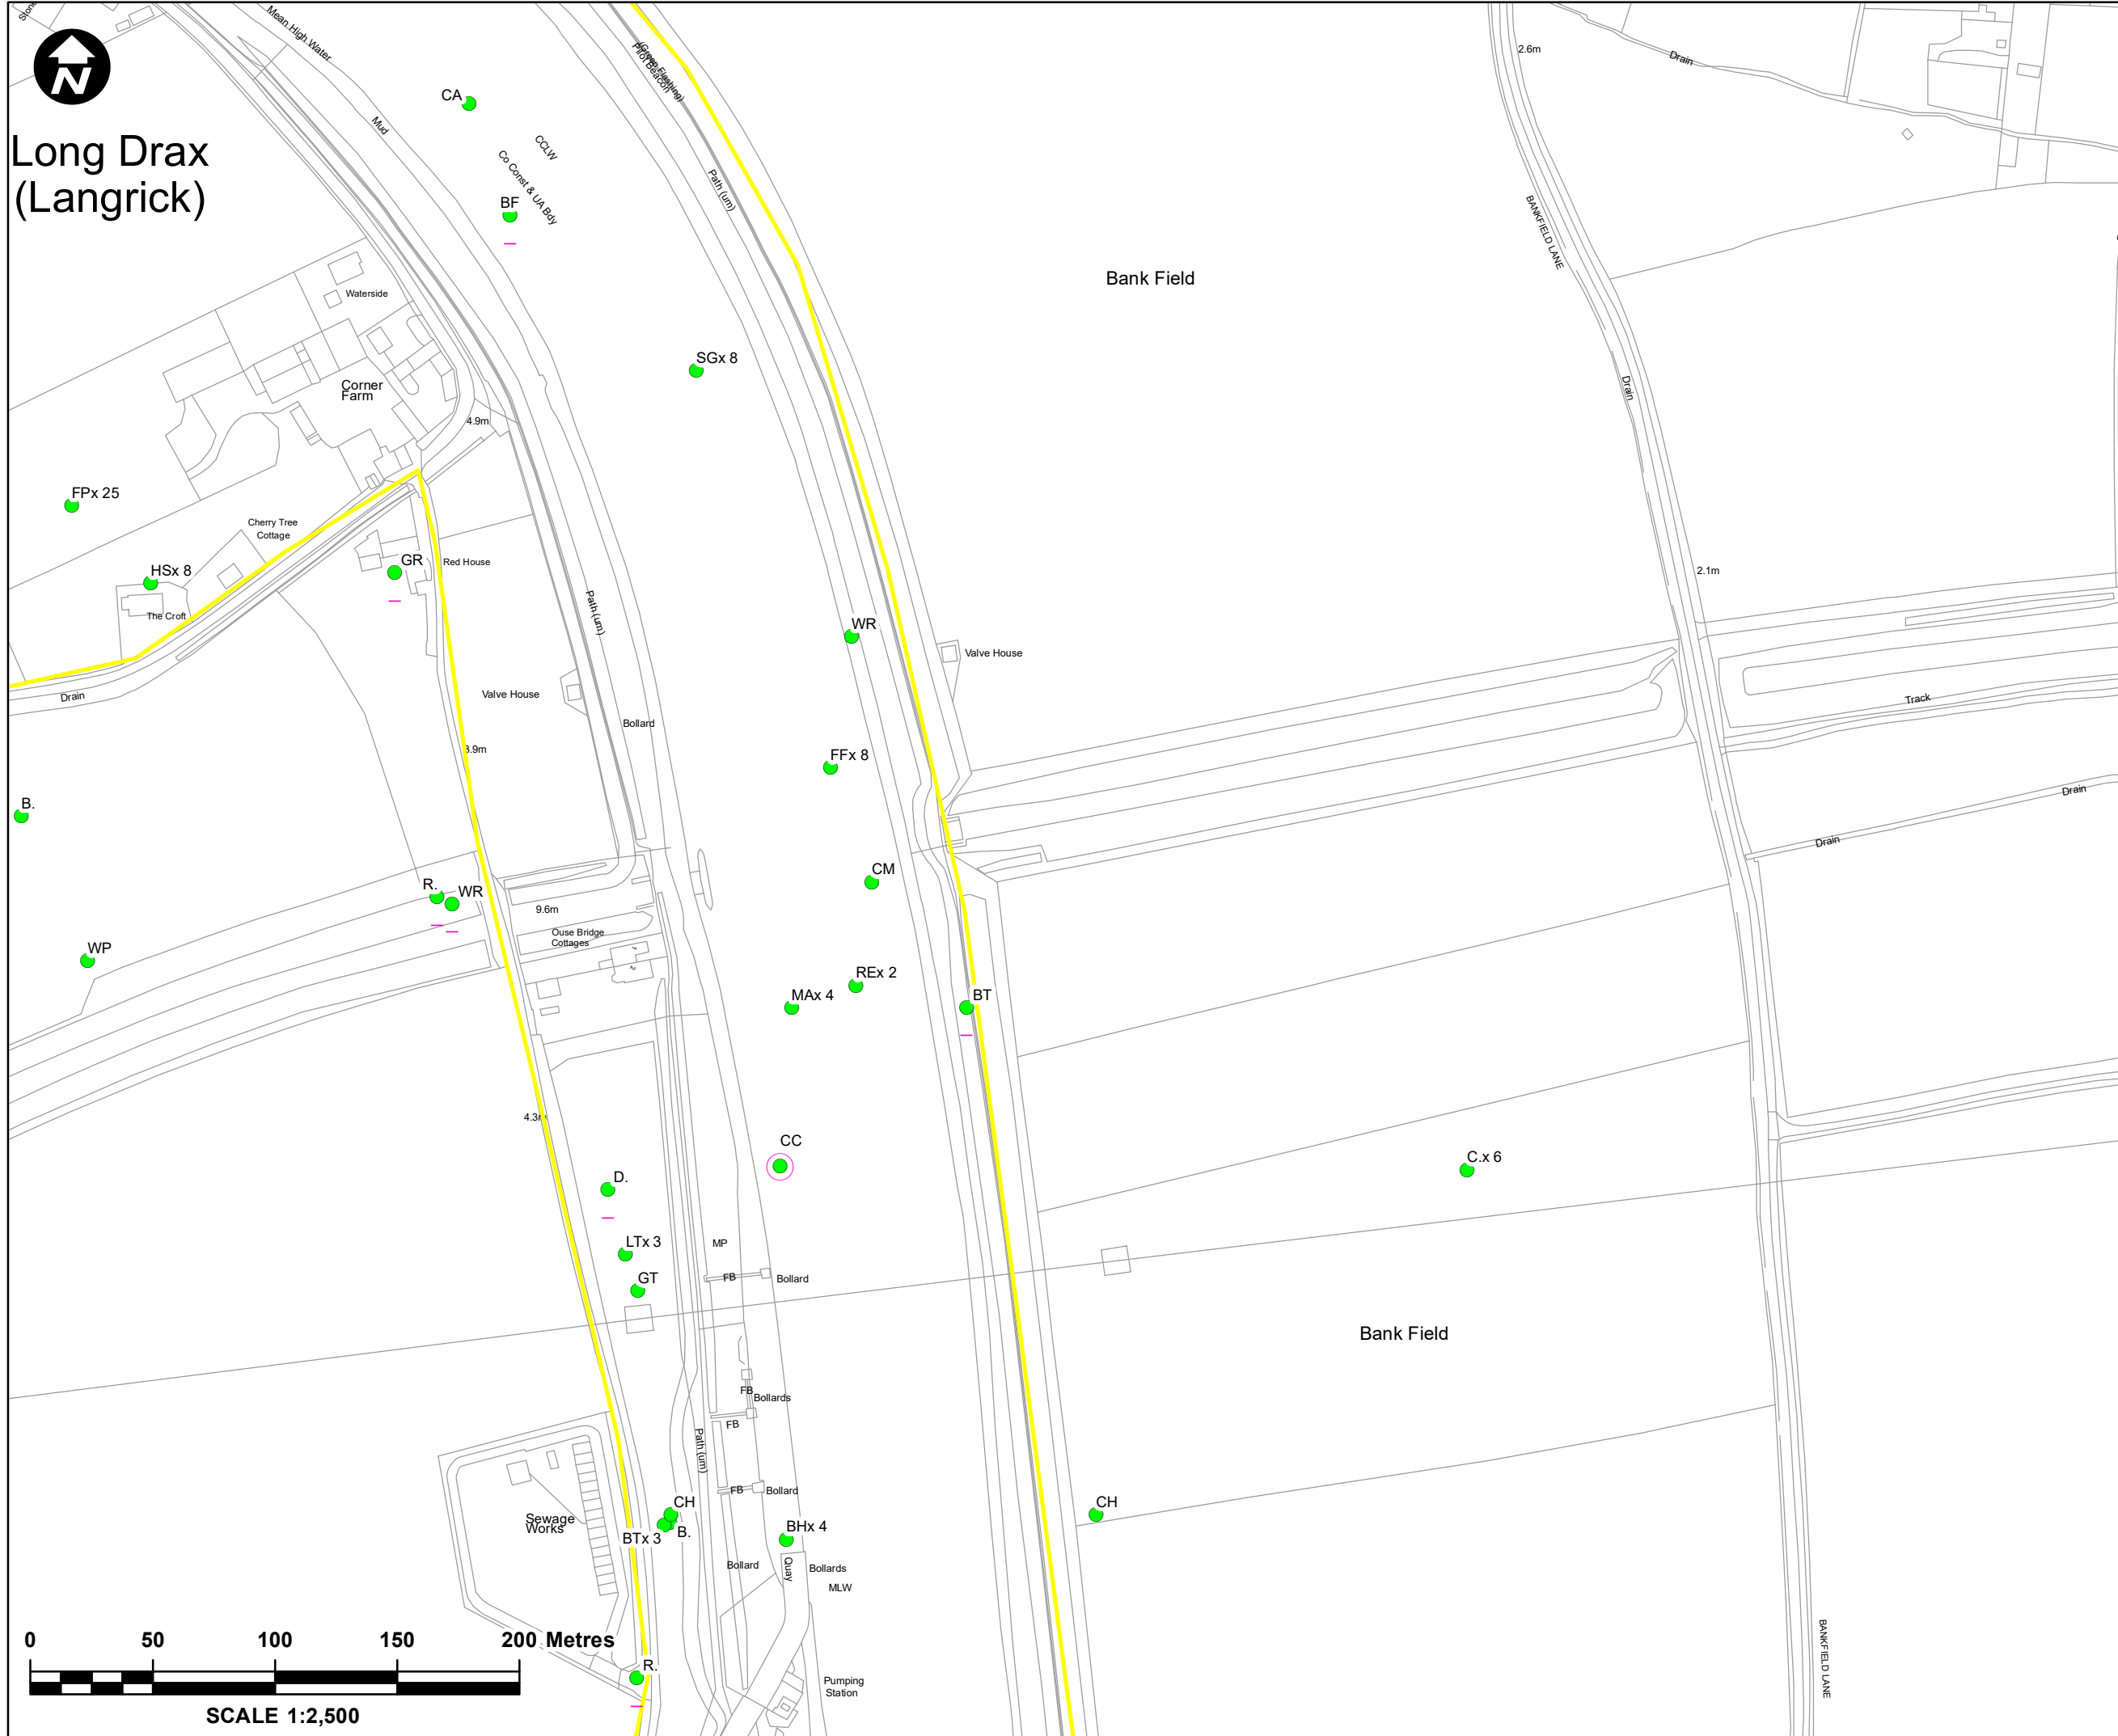 N
Long Drax
(Langrick)
Mean High Water
Mud
CA
CCLW
Co Const & UA Bdy
BF
Pilot Beacon
(Green Flashing)
Path (um)
Bank Field
2.6m
Drain
BANKFIELD LANE
Drain
2.1m
Track
Drain
Drain
Waterside
Corner
Farm
4.9m
SGx 8
FPx 25
HSx 8
Cherry Tree
Cottage
The Croft
GR
Red House
Drain
Path (um)
WR
Valve House
Valve House
Bollard
3.9m
FFx 8
B.
R.
WR
CM
9.6m
Ouse Bridge
Cottages
1
2
WP
MAx 4
REx 2
BT
4.3m
CC
C.x 6
D.
LTx 3
GT
MP
FB
Bollard
Bank Field
FB
Bollards
FB
Path (um)
FB
Bollard
Sewage
Works
CH
BTx 3
B.
BHx 4
CH
Bollard
Quay
Bollards
MLW
R.
Pumping
Station
BANKFIELD LANE
0 50 100 150 200 Metres
SCALE 1:2,500